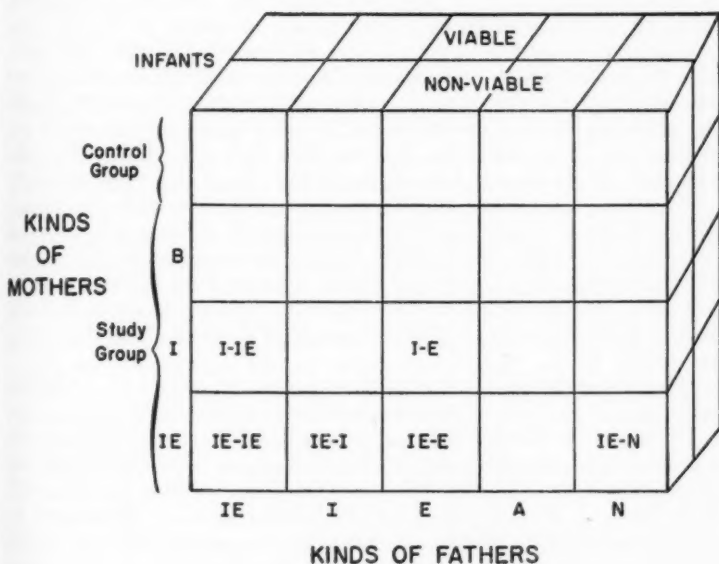 VIABLE
INFANTS
NON-VIABLE
Control
Group
KINDS
OF
MOTHERS
B
Study
Group
I
I-IE
I-E
IE
IE-IE
IE-I
IE-E
IE-N
IE I E A N
KINDS OF FATHERS